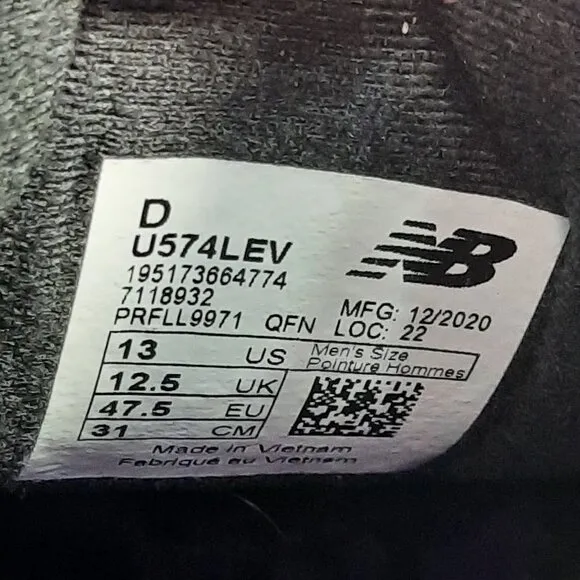 D
U574LEV
195173664774
7118932
PRFLL9971 QFN
NB
MFG: 12/2020
LOC: 22
13 US
12.5 UK
47.5 EU
31 CM
Men's Size
Pointure Hommes
Made in Vietnam
Fabriqué au Vietnam